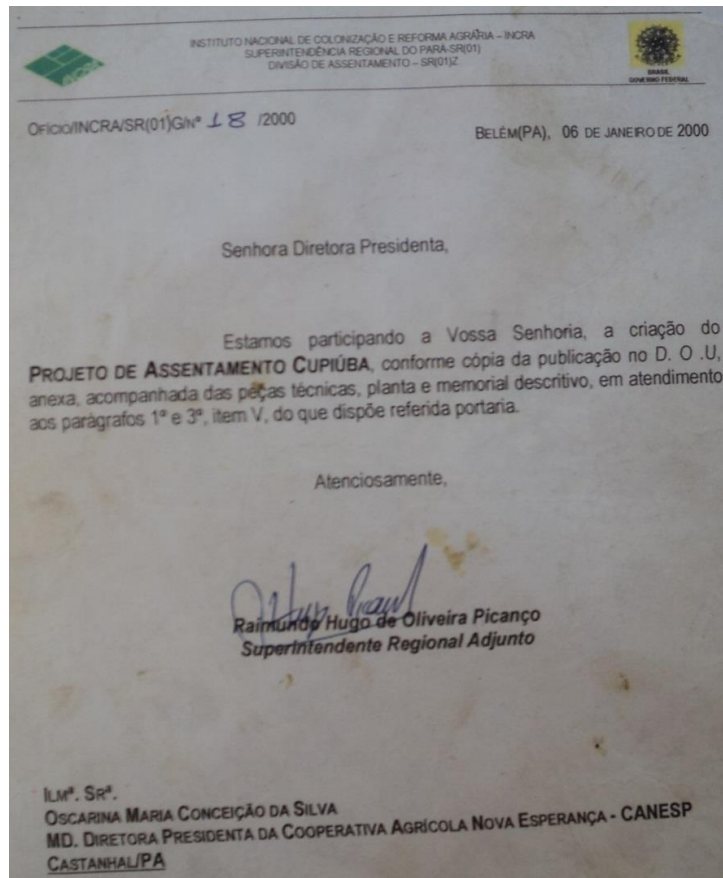 INSTITUTO NACIONAL DE COLONIZAÇÃO E REFORMA AGRÁRIA – INCRA
SUPERINTENDÊNCIA REGIONAL DO PARÁ-SR(01)
DIVISÃO DE ASSENTAMENTO – SR(01)Z
INCRA
BRASIL
GOVERNO FEDERAL
OFICIO/INCRA/SR(01)G/Nº 18 /2000
BELÉM(PA), 06 DE JANEIRO DE 2000
Senhora Diretora Presidenta,
Estamos participando a Vossa Senhoria, a criação do
PROJETO DE ASSENTAMENTO CUPIÚBA, conforme cópia da publicação no D. O .U,
anexa, acompanhada das peças técnicas, planta e memorial descritivo, em atendimento
aos parágrafos 1º e 3º, item V, do que dispõe referida portaria.
Atenciosamente,
Raimundo Hugo de Oliveira Picanço
Superintendente Regional Adjunto
ILMª. SRª.
OSCARINA MARIA CONCEIÇÃO DA SILVA
MD. DIRETORA PRESIDENTA DA COOPERATIVA AGRÍCOLA NOVA ESPERANÇA - CANESP
CASTANHAL/PA